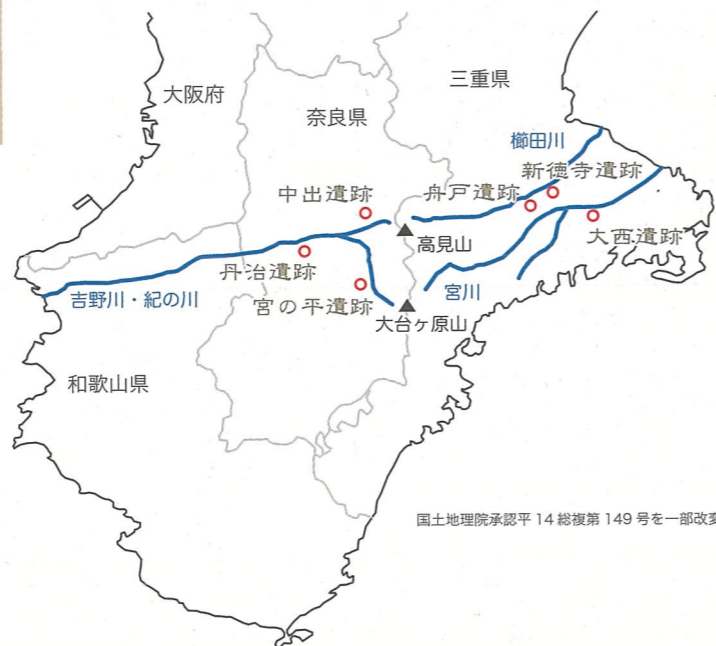 大阪府
三重県
奈良県
櫛田川
新徳寺遺跡
中出遺跡
舟戸遺跡
高見山
大西遺跡
丹治遺跡
吉野川・紀の川
宮の平遺跡
宮川
大台ヶ原山
和歌山県
国土地理院承認平 14 総複第 149 号を一部改変